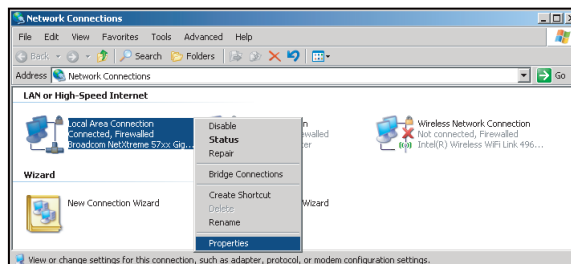 Network Connections
File Edit View Favorites Tools Advanced Help
Back Search Folders
Address Network Connections Go
LAN or High-Speed Internet
Local Area Connection
Connected, Firewalled
Broadcom NetXtreme 57xx Gig...
Disable
Status
Repair
Bridge Connections
Create Shortcut
Delete
Rename
Properties
Wireless Network Connection
Not connected, Firewalled
Intel(R) Wireless WiFi Link 496...
Wizard
New Connection Wizard
Wizard
View or change settings for this connection, such as adapter, protocol, or modem configuration settings.